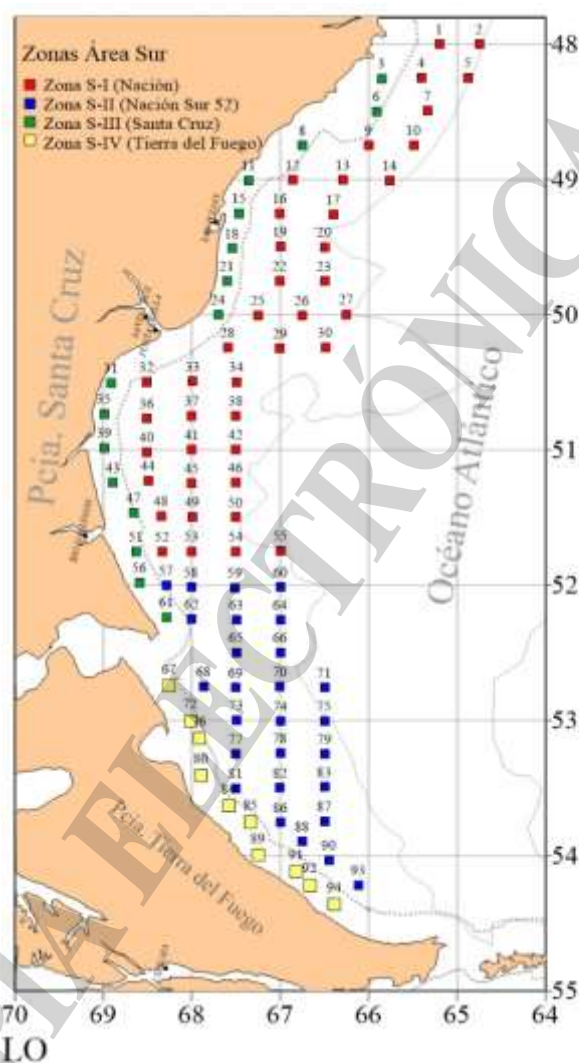 Zonas Área Sur
Zona S-I (Nación)
Zona S-II (Nación Sur 52)
Zona S-III (Santa Cruz)
Zona S-IV (Tierra del Fuego)
1 2
48
3 4 5
6 7
8 9 10
11 12 13 14
49
15 16 17
18 19 20
21 22 23
24 25 26 27
50
28 29 30
31 32 33 34
35 36 37 38
39 40 41 42
51
43 44 45 46
47 48 49 50
51 52 53 54 55
56 57 58 59 60
52
61 62 63 64
65 66
67 68 69 70 71
72 73 74 75
53
76 77 78 79
80 81 82 83
85 86 87
88
89 90
54
91 92 93
94
55
Pcia. Santa Cruz
Océano Atlántico
Pcia. Tierra del Fuego
IA ELECTRÓNICA
70 69 68 67 66 65 64
LO